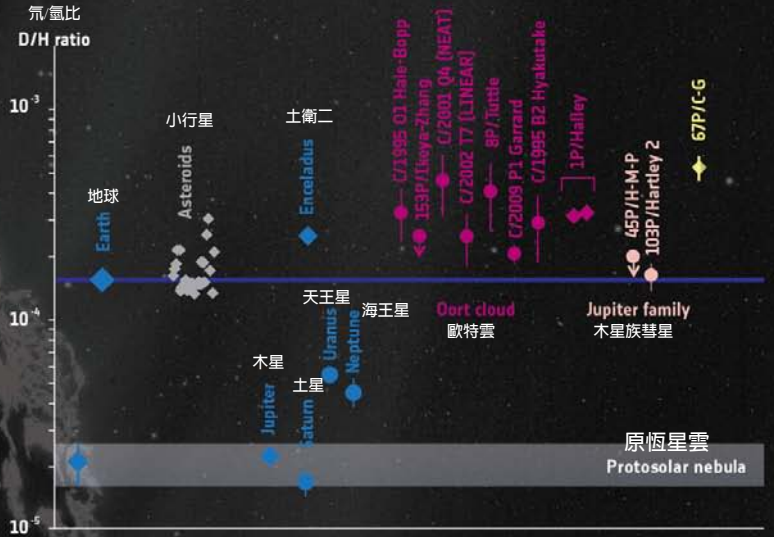 氘/氫比
D/H ratio
10⁻³
小行星
土衛二
地球
Earth
Asteroids
Enceladus
C/1995 O1 Hale-Bopp
153P/Ikeya-Zhang
C/2001 Q4 (NEAT)
C/2002 T7 (LINEAR)
8P/Tuttle
C/2009 P1 Garrard
C/1995 B2 Hyakutake
1P/Halley
45P/H-M-P
103P/Hartley 2
67P/C-G
10⁻⁴
天王星
海王星
Uranus
Neptune
Oort cloud
歐特雲
Jupiter family
木星族彗星
木星
土星
Jupiter
Saturn
原恆星雲
Protosolar nebula
10⁻⁵